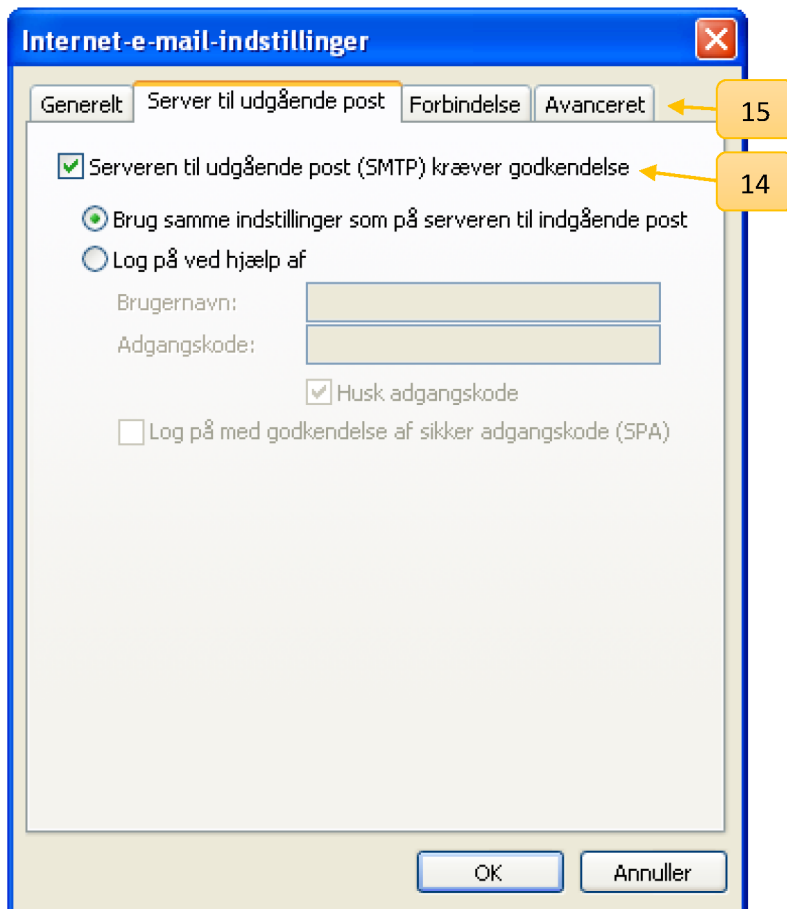 Internet-e-mail-indstillinger
Generelt Server til udgående post Forbindelse Avanceret 15
Serveren til udgående post (SMTP) kræver godkendelse 14
Brug samme indstillinger som på serveren til indgående post
Log på ved hjælp af
Brugernavn:
Adgangskode:
Husk adgangskode
Log på med godkendelse af sikker adgangskode (SPA)
OK Annuller